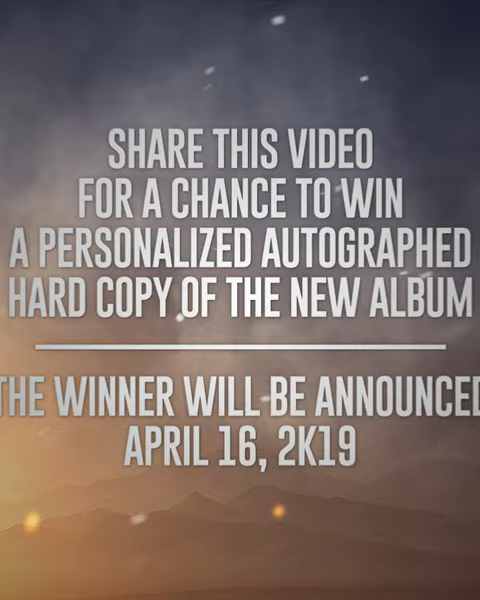 SHARE THIS VIDEO
FOR A CHANCE TO WIN
A PERSONALIZED AUTOGRAPHED
HARD COPY OF THE NEW ALBUM
THE WINNER WILL BE ANNOUNCED
APRIL 16, 2K19